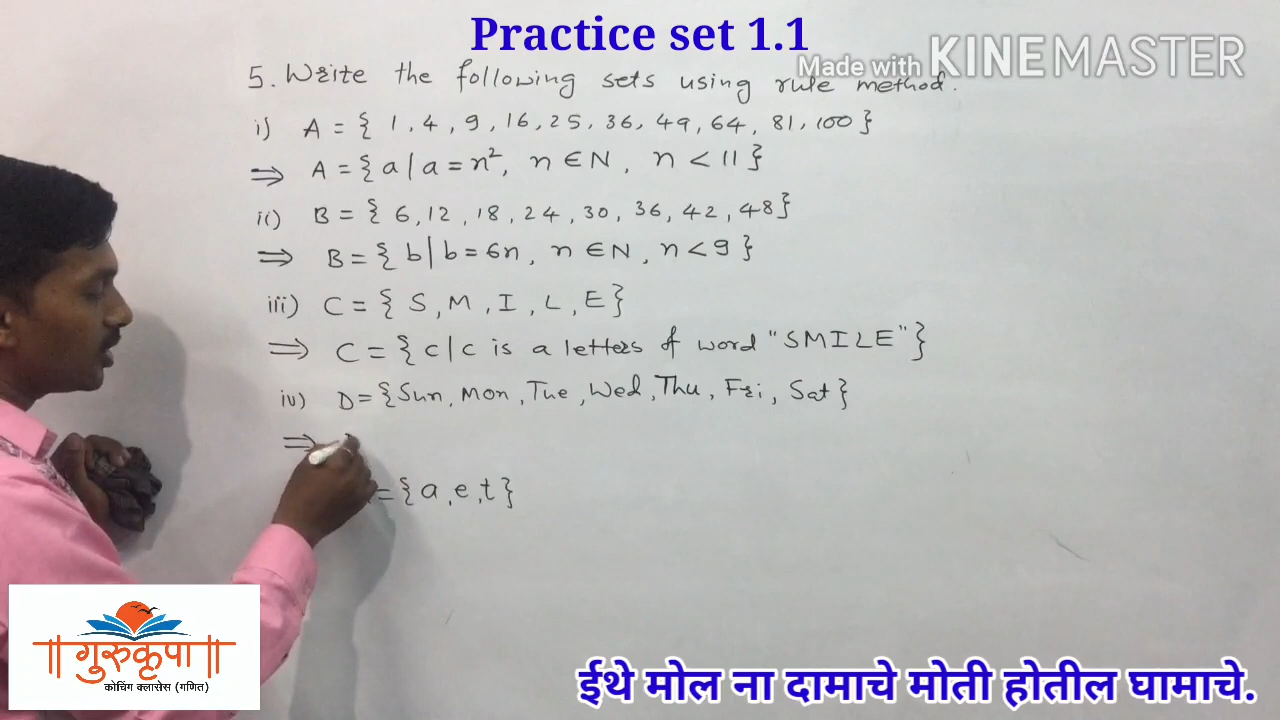 Practice set 1.1
Made with KINEMASTER
5. Write the following sets using rule method.
i) A = { 1, 4, 9, 16, 25, 36, 49, 64, 81, 100 }
⇒ A = { a / a = n², n ∈ N, n < 11 }
ii) B = { 6, 12, 18, 24, 30, 36, 42, 48 }
⇒ B = { b | b = 6n, n ∈ N, n < 9 }
iii) C = { S, M, I, L, E }
⇒ C = { c | c is a letters of word "SMILE" }
iv) D = { Sun, Mon, Tue, Wed, Thu, Fri, Sat }
⇒
= { a, e, t }
॥ गुरुकृपा ॥
कोचिंग क्लासेस (गणित)
ईथे मोल ना दामाचे मोती होतील घामाचे.